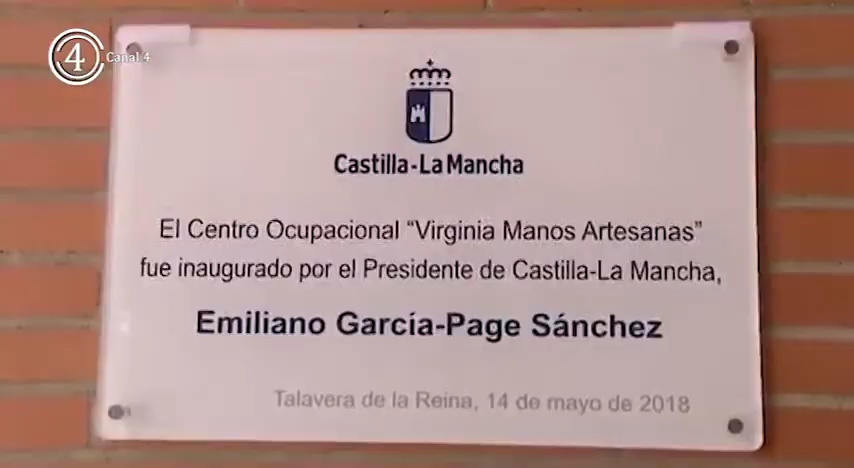 4 Canal 4
Castilla-La Mancha
El Centro Ocupacional “Virginia Manos Artesanas”
fue inaugurado por el Presidente de Castilla-La Mancha,
Emiliano García-Page Sánchez
Talavera de la Reina, 14 de mayo de 2018